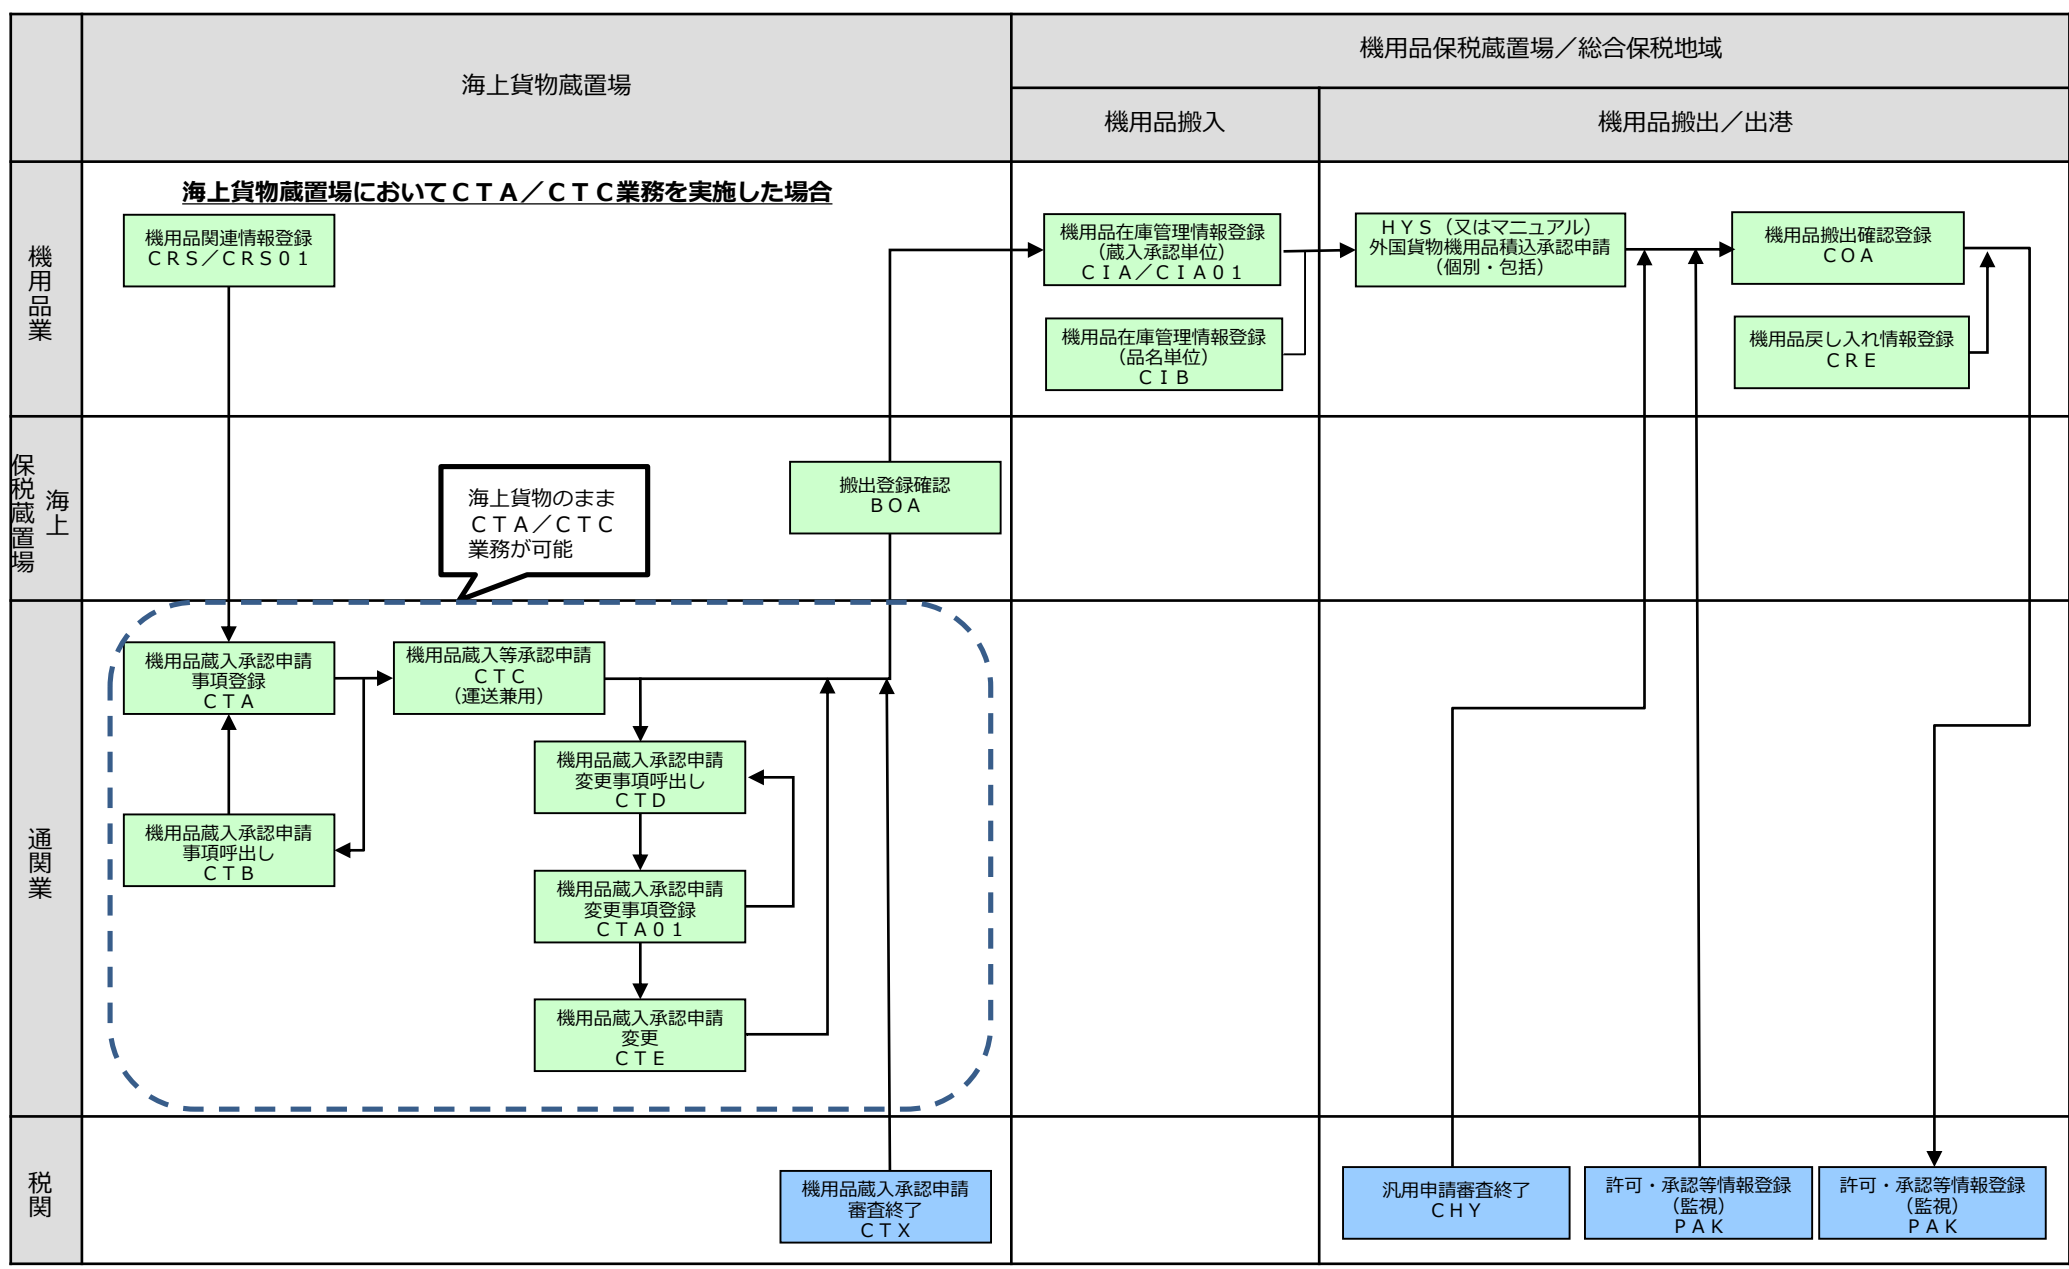 海上貨物蔵置場
機用品保税蔵置場／総合保税地域
機用品搬入
機用品搬出／出港
機用品業
海上貨物蔵置場においてＣＴＡ／ＣＴＣ業務を実施した場合
機用品関連情報登録
ＣＲＳ／ＣＲＳ０１
機用品在庫管理情報登録
（蔵入承認単位）
ＣＩＡ／ＣＩＡ０１
機用品在庫管理情報登録
（品名単位）
ＣＩＢ
ＨＹＳ（又はマニュアル）
外国貨物機用品積込承認申請
（個別・包括）
機用品搬出確認登録
ＣＯＡ
機用品戻し入れ情報登録
ＣＲＥ
海上
保税蔵置場
海上貨物のまま
ＣＴＡ／ＣＴＣ
業務が可能
搬出登録確認
ＢＯＡ
通関業
機用品蔵入承認申請
事項登録
ＣＴＡ
機用品蔵入等承認申請
ＣＴＣ
（運送兼用）
機用品蔵入承認申請
変更事項呼出し
ＣＴＤ
機用品蔵入承認申請
事項呼出し
ＣＴＢ
機用品蔵入承認申請
変更事項登録
ＣＴＡ０１
機用品蔵入承認申請
変更
ＣＴＥ
税関
機用品蔵入承認申請
審査終了
ＣＴＸ
汎用申請審査終了
ＣＨＹ
許可・承認等情報登録
（監視）
ＰＡＫ
許可・承認等情報登録
（監視）
ＰＡＫ